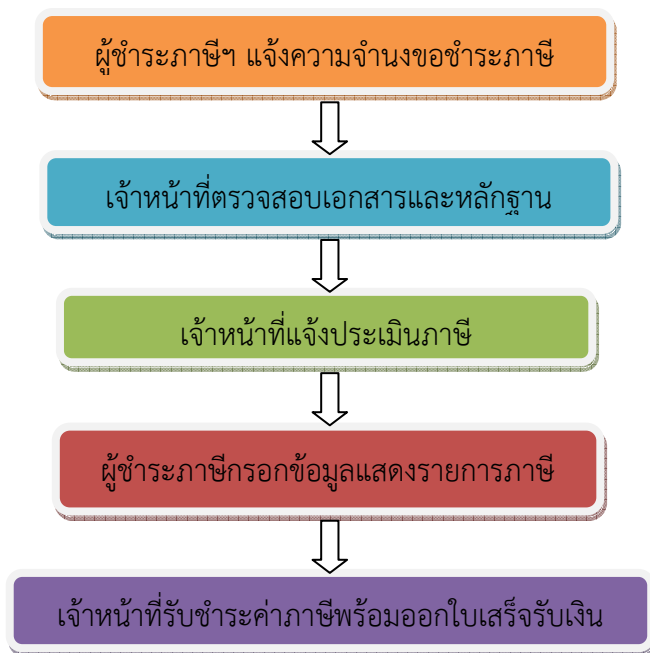 ผู้ชำระภาษีฯ แจ้งความจำนงขอชำระภาษี
เจ้าหน้าที่ตรวจสอบเอกสารและหลักฐาน
เจ้าหน้าที่แจ้งประเมินภาษี
ผู้ชำระภาษีกรอกข้อมูลแสดงรายการภาษี
เจ้าหน้าที่รับชำระค่าภาษีพร้อมออกใบเสร็จรับเงิน